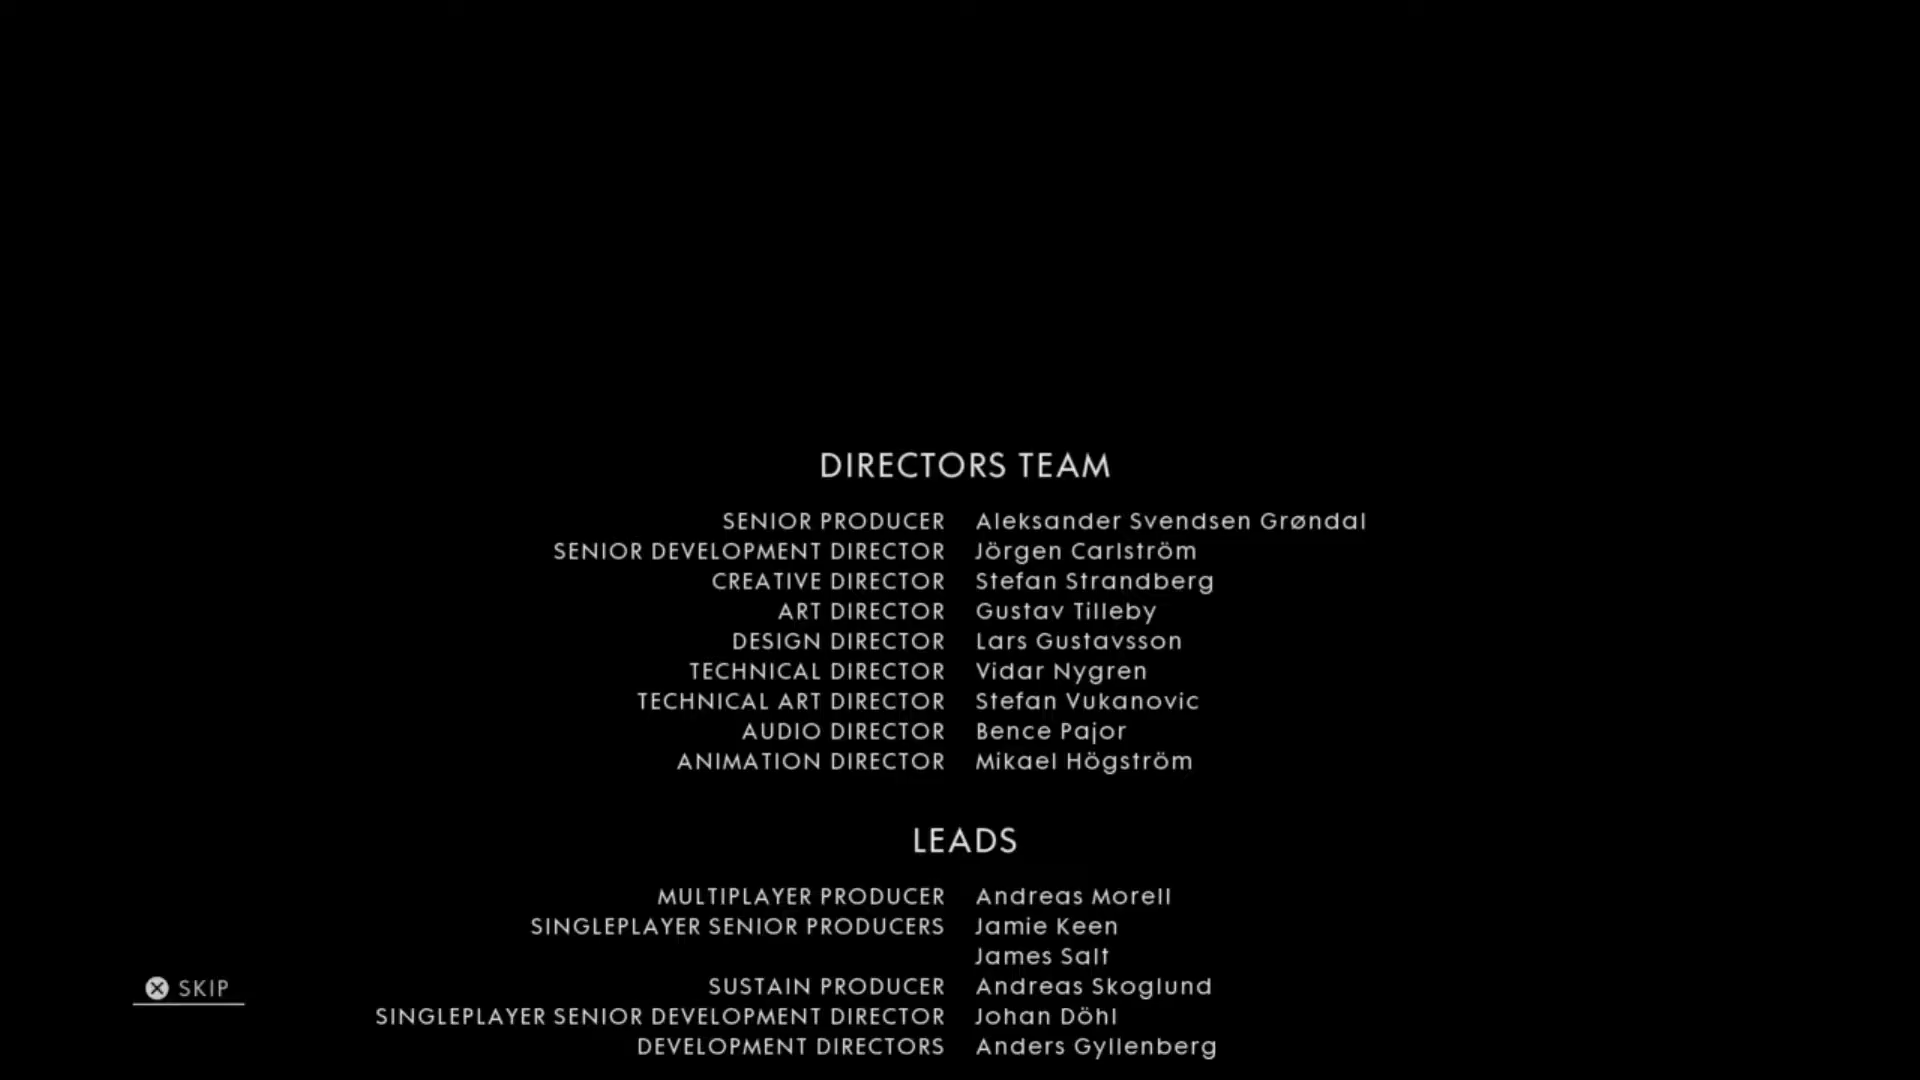 DIRECTORS TEAM
SENIOR PRODUCER Aleksander Svendsen Grøndal
SENIOR DEVELOPMENT DIRECTOR Jörgen Carlström
CREATIVE DIRECTOR Stefan Strandberg
ART DIRECTOR Gustav Tilleby
DESIGN DIRECTOR Lars Gustavsson
TECHNICAL DIRECTOR Vidar Nygren
TECHNICAL ART DIRECTOR Stefan Vukanovic
AUDIO DIRECTOR Bence Pajor
ANIMATION DIRECTOR Mikael Högström
LEADS
MULTIPLAYER PRODUCER Andreas Morell
SINGLEPLAYER SENIOR PRODUCERS Jamie Keen
James Salt
SUSTAIN PRODUCER Andreas Skoglund
SINGLEPLAYER SENIOR DEVELOPMENT DIRECTOR Johan Döhl
DEVELOPMENT DIRECTORS Anders Gyllenberg
SKIP